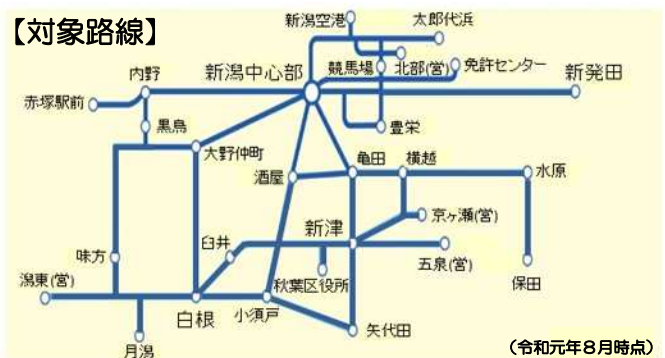 【対象路線】
新潟空港
太郎代浜
内野
新潟中心部
競馬場
北部(営)
免許センター
新発田
赤塚駅前
黒鳥
豊栄
大野仲町
酒屋
亀田
横越
水原
京ヶ瀬(営)
新津
臼井
味方
秋葉区役所
五泉(営)
保田
潟東(営)
白根
小須戸
矢代田
月潟
(令和元年8月時点)